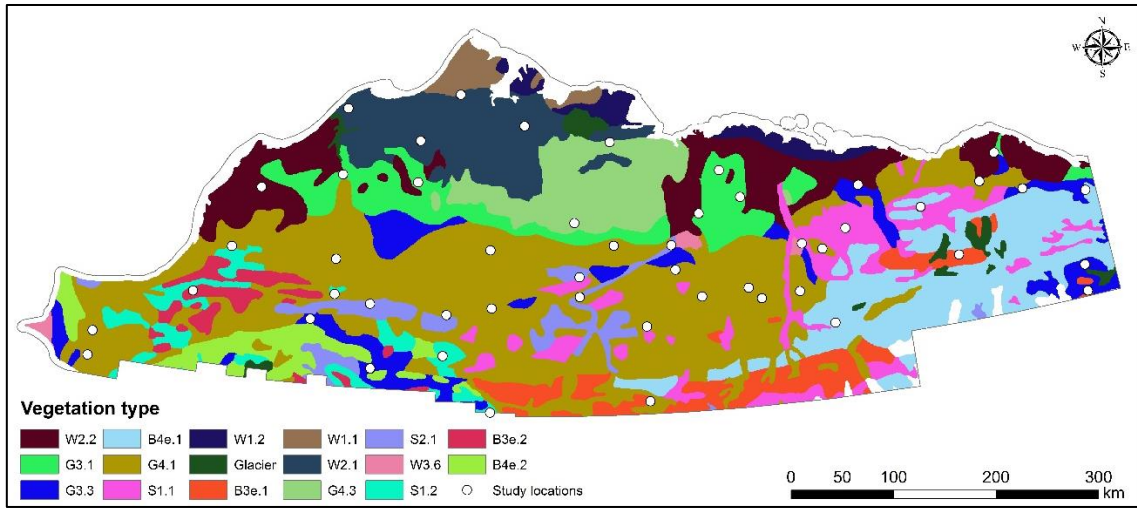 N
W E
S
Vegetation type
W2.2 B4e.1 W1.2 W1.1 S2.1 B3e.2
G3.1 G4.1 Glacier W2.1 W3.6 B4e.2
G3.3 S1.1 B3e.1 G4.3 S1.2 Study locations
0 50 100 200 300
km